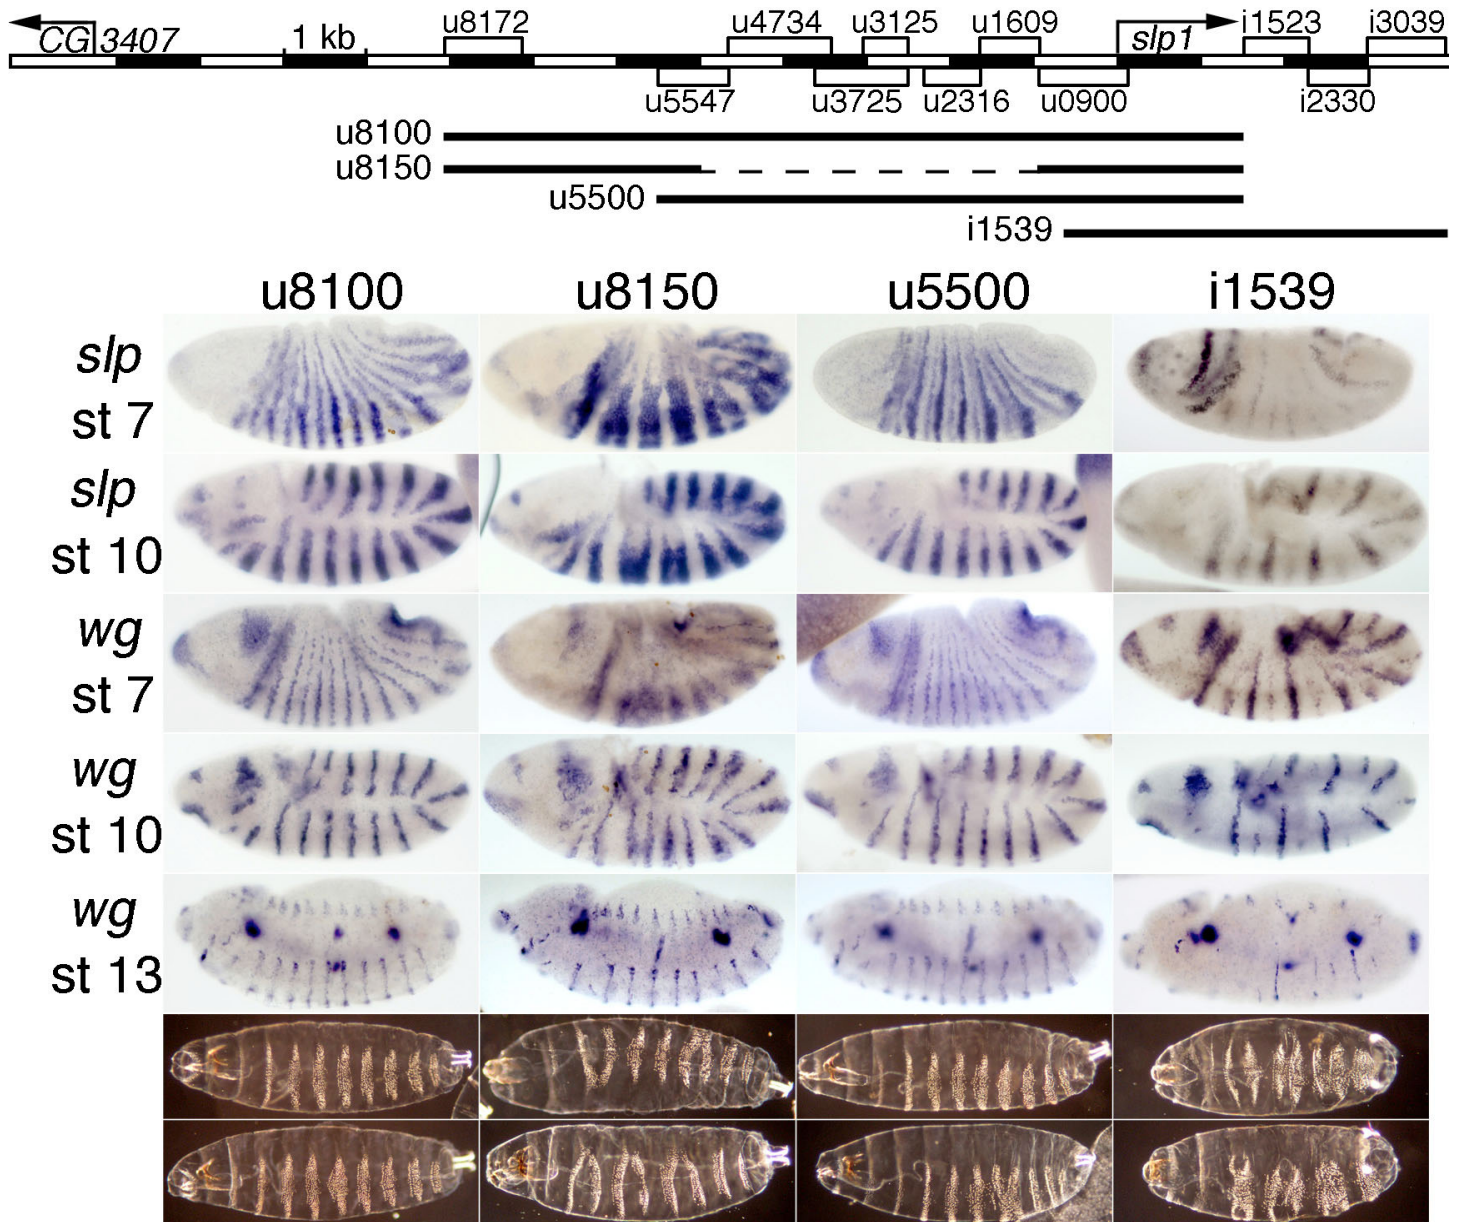 CG3407 1 kb u8172 u4734 u3125 u1609 slp1 i1523 i3039
u5547 u3725 u2316 u0900 i2330
u8100
u8150
u5500
i1539
u8100 u8150 u5500 i1539
slp
st 7
slp
st 10
wg
st 7
wg
st 10
wg
st 13